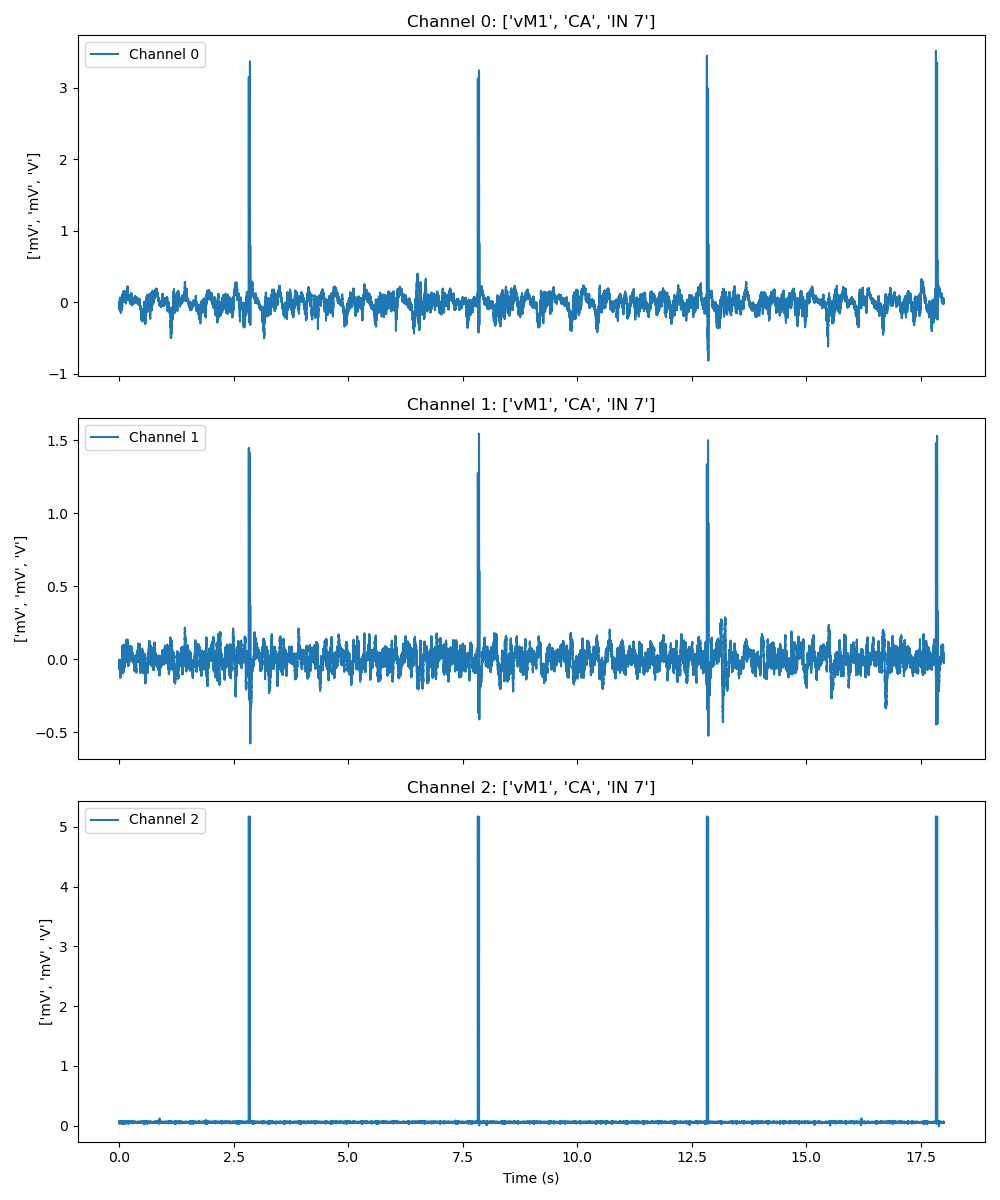 Channel 0: ['vM1', 'CA', 'IN 7']
Channel 0
['mV', 'mV', 'V']
3
2
1
0
−1
Channel 1: ['vM1', 'CA', 'IN 7']
Channel 1
['mV', 'mV', 'V']
1.5
1.0
0.5
0.0
−0.5
Channel 2: ['vM1', 'CA', 'IN 7']
Channel 2
['mV', 'mV', 'V']
5
4
3
2
1
0
0.0 2.5 5.0 7.5 10.0 12.5 15.0 17.5
Time (s)